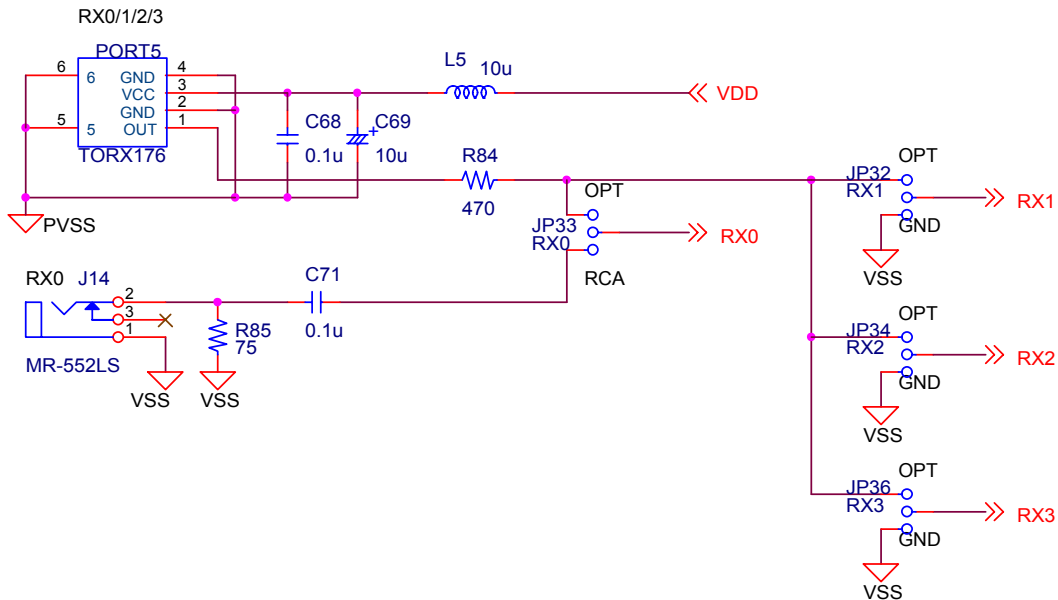 RX0/1/2/3
PORT5
6 6 GND 4
VCC 3
GND 2
5 5 OUT 1
TORX176
L5
10u
VDD
C68
0.1u
C69
+
10u
R84
470
PVSS
OPT
JP33
RX0
RX0
RCA
OPT
JP32
RX1
RX1
GND
VSS
RX0 J14
2
3
1
MR-552LS
VSS
R85
75
VSS
C71
0.1u
OPT
JP34
RX2
RX2
GND
VSS
OPT
JP36
RX3
RX3
GND
VSS